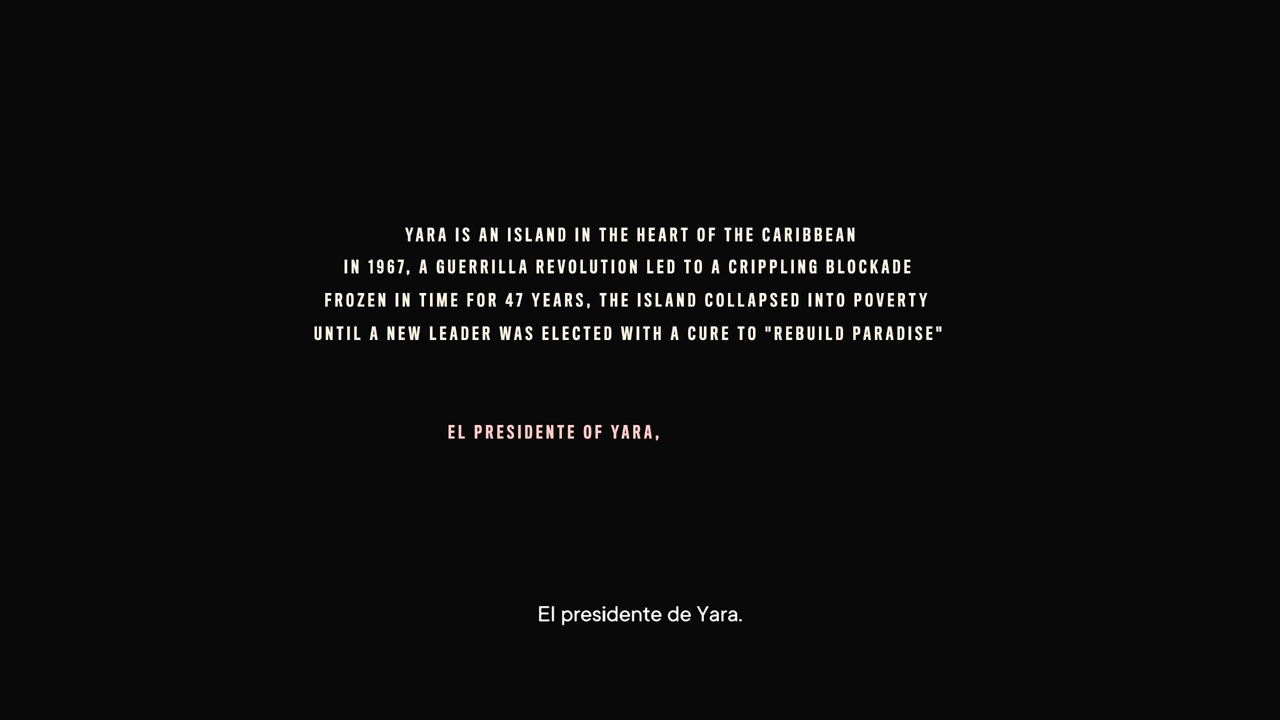 YARA IS AN ISLAND IN THE HEART OF THE CARIBBEAN
IN 1967, A GUERRILLA REVOLUTION LED TO A CRIPPLING BLOCKADE
FROZEN IN TIME FOR 47 YEARS, THE ISLAND COLLAPSED INTO POVERTY
UNTIL A NEW LEADER WAS ELECTED WITH A CURE TO "REBUILD PARADISE"
EL PRESIDENTE OF YARA,
El presidente de Yara.